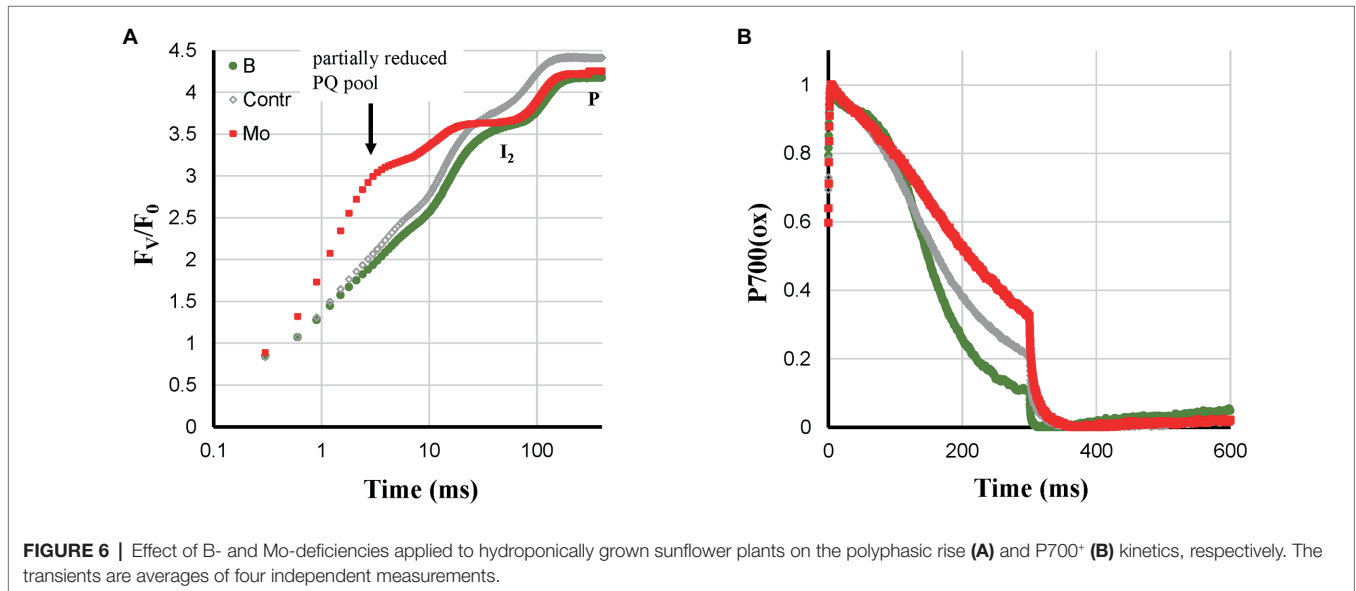 A
partially reduced
PQ pool
B
Contr
Mo
4.5
4
3.5
3
2.5
2
1.5
1
0.5
0
F_V/F_0
P
I_2
0.1
1
10
100
Time (ms)
B
1
0.8
0.6
0.4
0.2
0
P700(ox)
0
200
400
600
Time (ms)
FIGURE 6 | Effect of B- and Mo-deficiencies applied to hydroponically grown sunflower plants on the polyphasic rise (A) and P700⁺ (B) kinetics, respectively. The
transients are averages of four independent measurements.